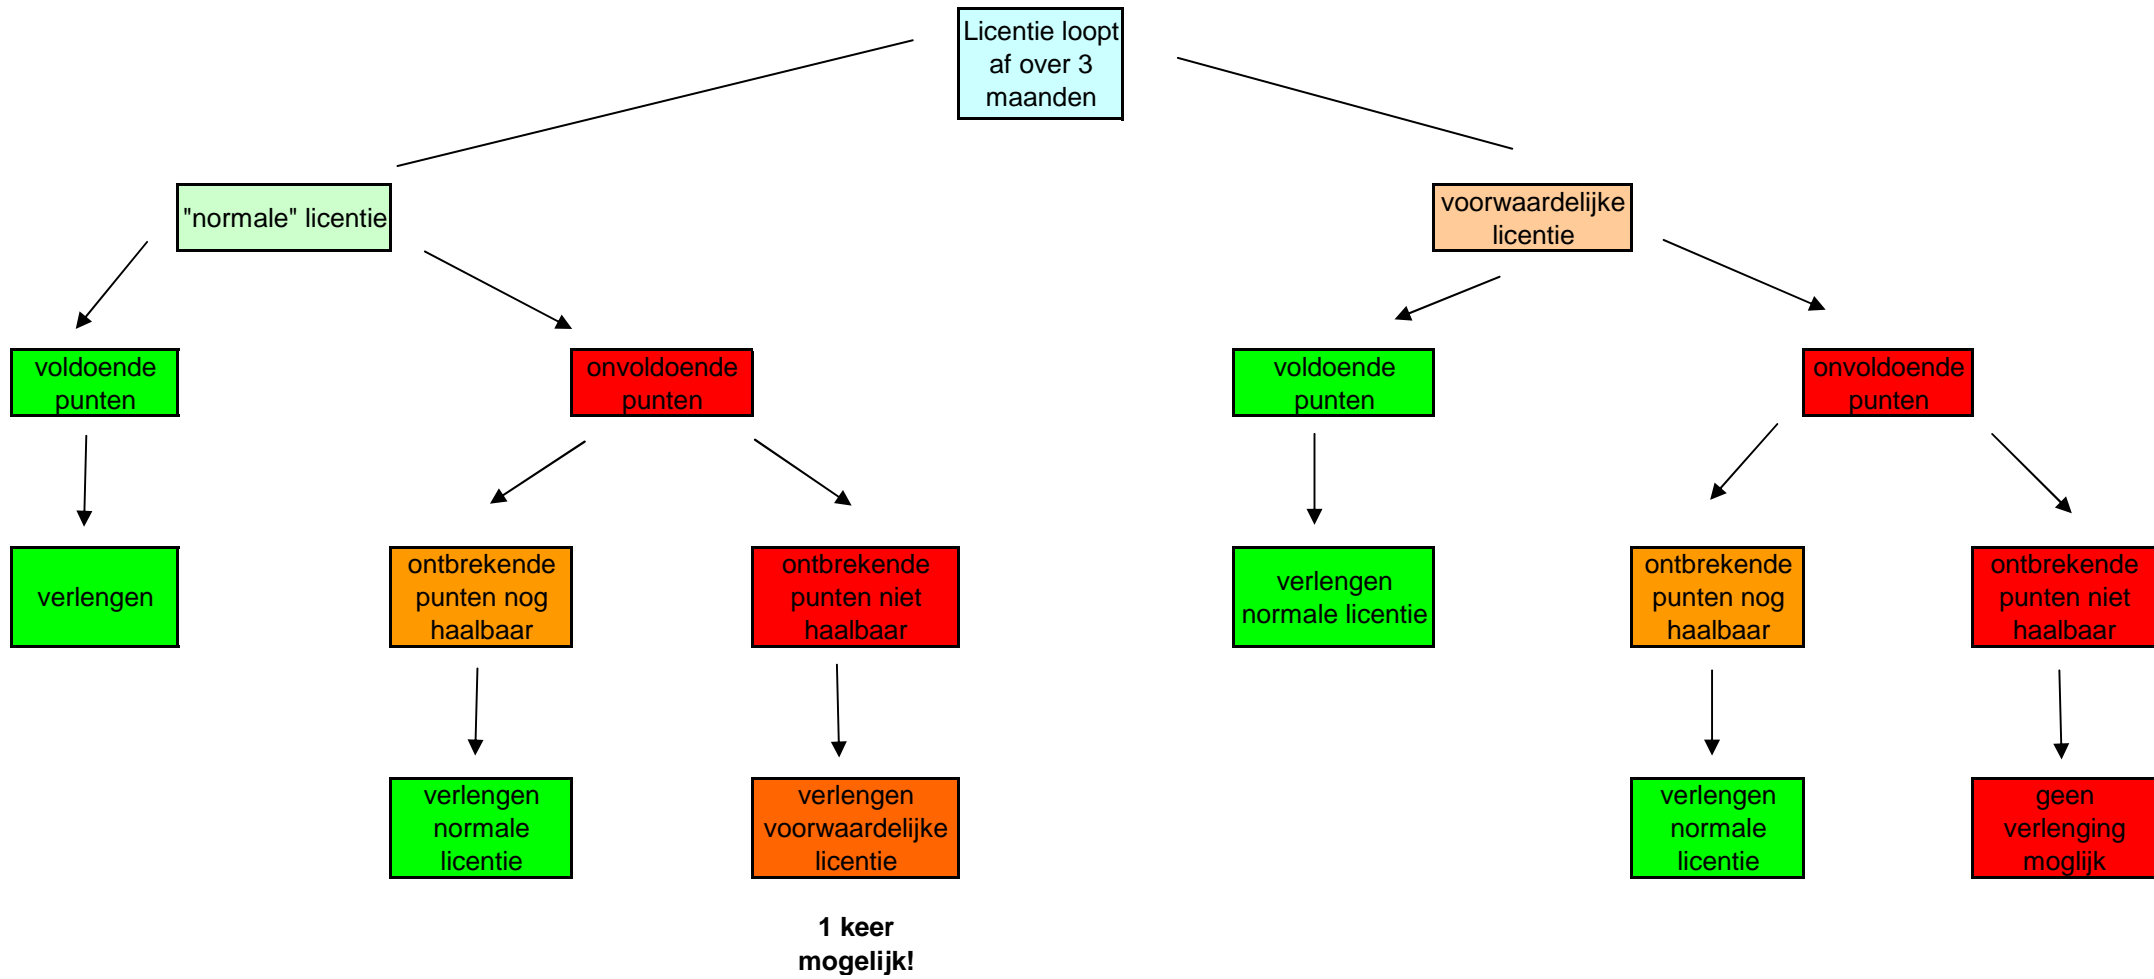 Licentie loopt
af over 3
maanden
"normale" licentie
voorwaardelijke
licentie
voldoende
punten
onvoldoende
punten
voldoende
punten
onvoldoende
punten
verlengen
ontbrekende
punten nog
haalbaar
ontbrekende
punten niet
haalbaar
verlengen
normale licentie
ontbrekende
punten nog
haalbaar
ontbrekende
punten niet
haalbaar
verlengen
normale
licentie
verlengen
voorwaardelijke
licentie
verlengen
normale
licentie
geen
verlenging
moglijk
1 keer
mogelijk!